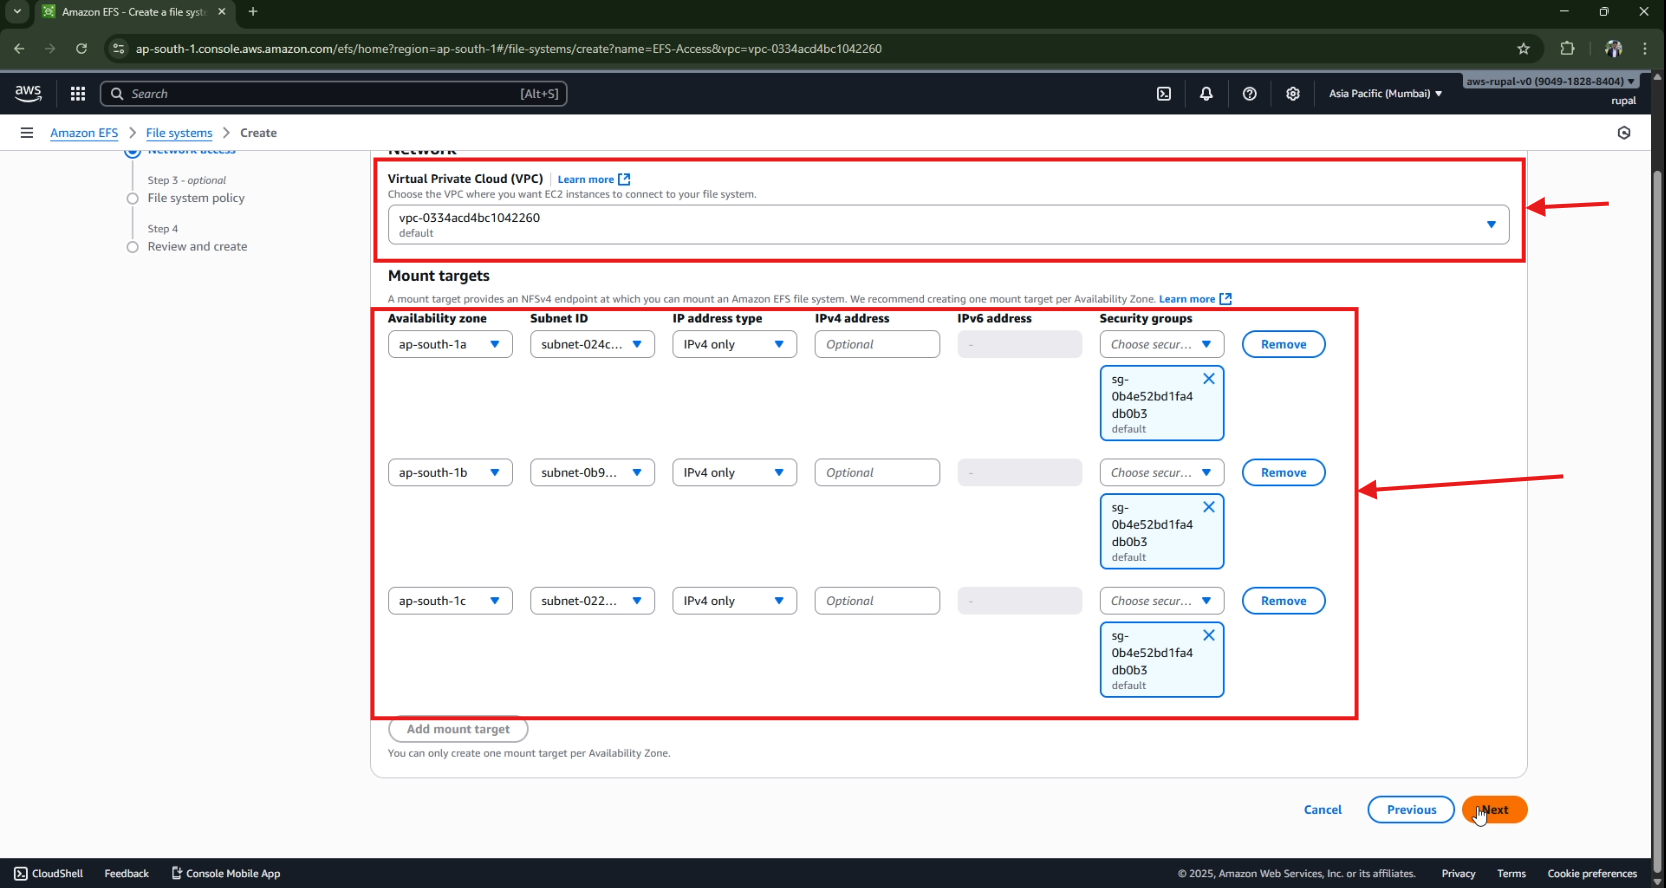 Amazon EFS - Create a file syst
ap-south-1.console.aws.amazon.com/efs/home?region=ap-south-1#/file-systems/create?name=EFS-Access&vpc=vpc-0334acd4bc1042260
aws
Search
[Alt+S]
Asia Pacific (Mumbai)
aws-rupal-v0 (9049-1828-8404)
rupal
Amazon EFS
File systems
Create
Network access
Step 3 - optional
File system policy
Step 4
Review and create
Network
Virtual Private Cloud (VPC)
Learn more
Choose the VPC where you want EC2 instances to connect to your file system.
vpc-0334acd4bc1042260
default
Mount targets
A mount target provides an NFSv4 endpoint at which you can mount an Amazon EFS file system. We recommend creating one mount target per Availability Zone. Learn more
Availability zone
Subnet ID
IP address type
IPv4 address
IPv6 address
Security groups
ap-south-1a
subnet-024c...
IPv4 only
Optional
-
Choose secur...
Remove
sg-
0b4e52bd1fa4
db0b3
default
ap-south-1b
subnet-0b9...
IPv4 only
Optional
-
Choose secur...
Remove
sg-
0b4e52bd1fa4
db0b3
default
ap-south-1c
subnet-022...
IPv4 only
Optional
-
Choose secur...
Remove
sg-
0b4e52bd1fa4
db0b3
default
Add mount target
You can only create one mount target per Availability Zone.
Cancel
Previous
Next
CloudShell
Feedback
Console Mobile App
© 2025, Amazon Web Services, Inc. or its affiliates.
Privacy
Terms
Cookie preferences